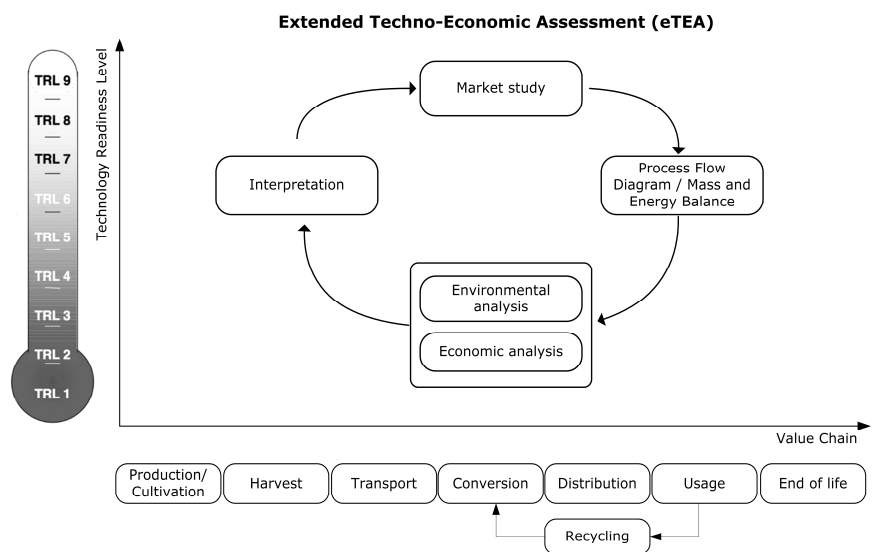 Extended Techno-Economic Assessment (eTEA)
TRL 9
TRL 8
TRL 7
TRL 6
TRL 5
TRL 4
TRL 3
TRL 2
TRL 1
Technology Readiness Level
Market study
Interpretation
Process Flow
Diagram / Mass and
Energy Balance
Environmental
analysis
Economic analysis
Value Chain
Production/
Cultivation
Harvest
Transport
Conversion
Distribution
Usage
End of life
Recycling